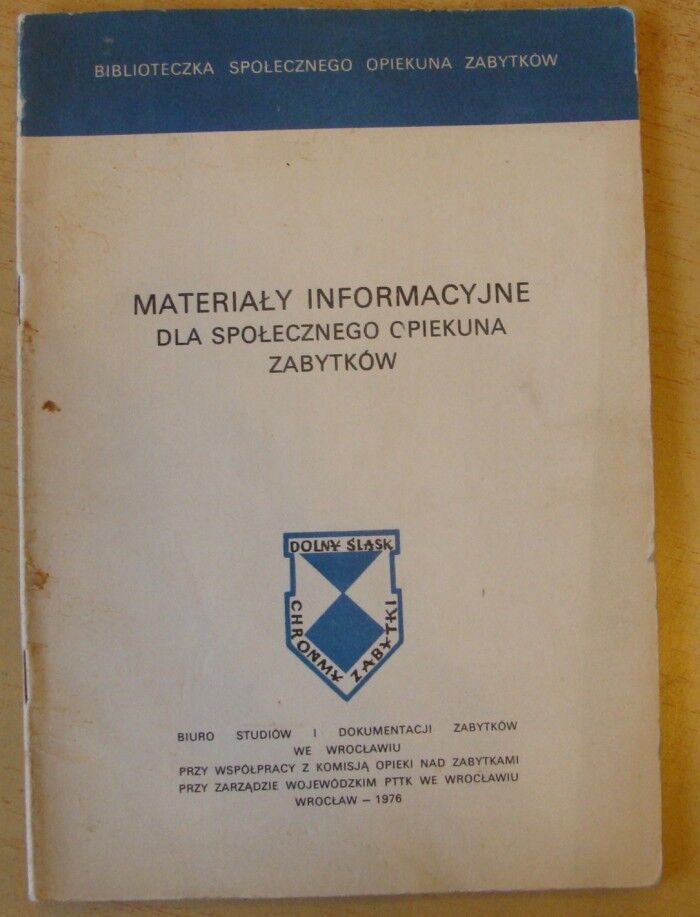 BIBLIOTECZKA SPOŁECZNEGO OPIEKUNA ZABYTKÓW
MATERIAŁY INFORMACYJNE
DLA SPOŁECZNEGO OPIEKUNA
ZABYTKÓW
DOLNY ŚLĄSK
CHROŃMY ZABYTKI
BIURO STUDIÓW I DOKUMENTACJI ZABYTKÓW
WE WROCŁAWIU
PRZY WSPÓŁPRACY Z KOMISJĄ OPIEKI NAD ZABYTKAMI
PRZY ZARZĄDZIE WOJEWÓDZKIM PTTK WE WROCŁAWIU
WROCŁAW – 1976